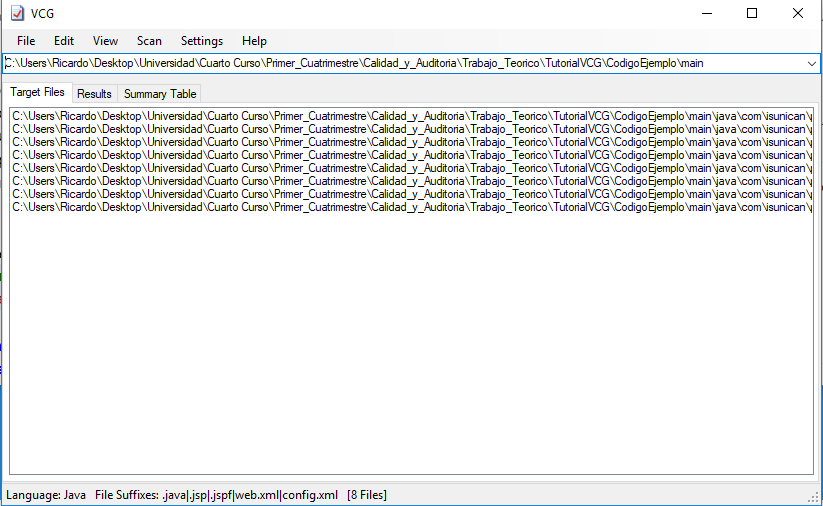 VCG
File Edit View Scan Settings Help
C:\Users\Ricardo\Desktop\Universidad\Cuarto Curso\Primer_Cuatrimestre\Calidad_y_Auditoria\Trabajo_Teorico\TutorialVCG\CodigoEjemplo\main
Target Files Results Summary Table
C:\Users\Ricardo\Desktop\Universidad\Cuarto Curso\Primer_Cuatrimestre\Calidad_y_Auditoria\Trabajo_Teorico\TutorialVCG\CodigoEjemplo\main\java\com\isunican\
C:\Users\Ricardo\Desktop\Universidad\Cuarto Curso\Primer_Cuatrimestre\Calidad_y_Auditoria\Trabajo_Teorico\TutorialVCG\CodigoEjemplo\main\java\com\isunican\
C:\Users\Ricardo\Desktop\Universidad\Cuarto Curso\Primer_Cuatrimestre\Calidad_y_Auditoria\Trabajo_Teorico\TutorialVCG\CodigoEjemplo\main\java\com\isunican\
C:\Users\Ricardo\Desktop\Universidad\Cuarto Curso\Primer_Cuatrimestre\Calidad_y_Auditoria\Trabajo_Teorico\TutorialVCG\CodigoEjemplo\main\java\com\isunican\
C:\Users\Ricardo\Desktop\Universidad\Cuarto Curso\Primer_Cuatrimestre\Calidad_y_Auditoria\Trabajo_Teorico\TutorialVCG\CodigoEjemplo\main\java\com\isunican\
C:\Users\Ricardo\Desktop\Universidad\Cuarto Curso\Primer_Cuatrimestre\Calidad_y_Auditoria\Trabajo_Teorico\TutorialVCG\CodigoEjemplo\main\java\com\isunican\
C:\Users\Ricardo\Desktop\Universidad\Cuarto Curso\Primer_Cuatrimestre\Calidad_y_Auditoria\Trabajo_Teorico\TutorialVCG\CodigoEjemplo\main\java\com\isunican\
C:\Users\Ricardo\Desktop\Universidad\Cuarto Curso\Primer_Cuatrimestre\Calidad_y_Auditoria\Trabajo_Teorico\TutorialVCG\CodigoEjemplo\main\java\com\isunican\
Language: Java File Suffixes: .java|.jsp|.jspf|web.xml|config.xml [8 Files]